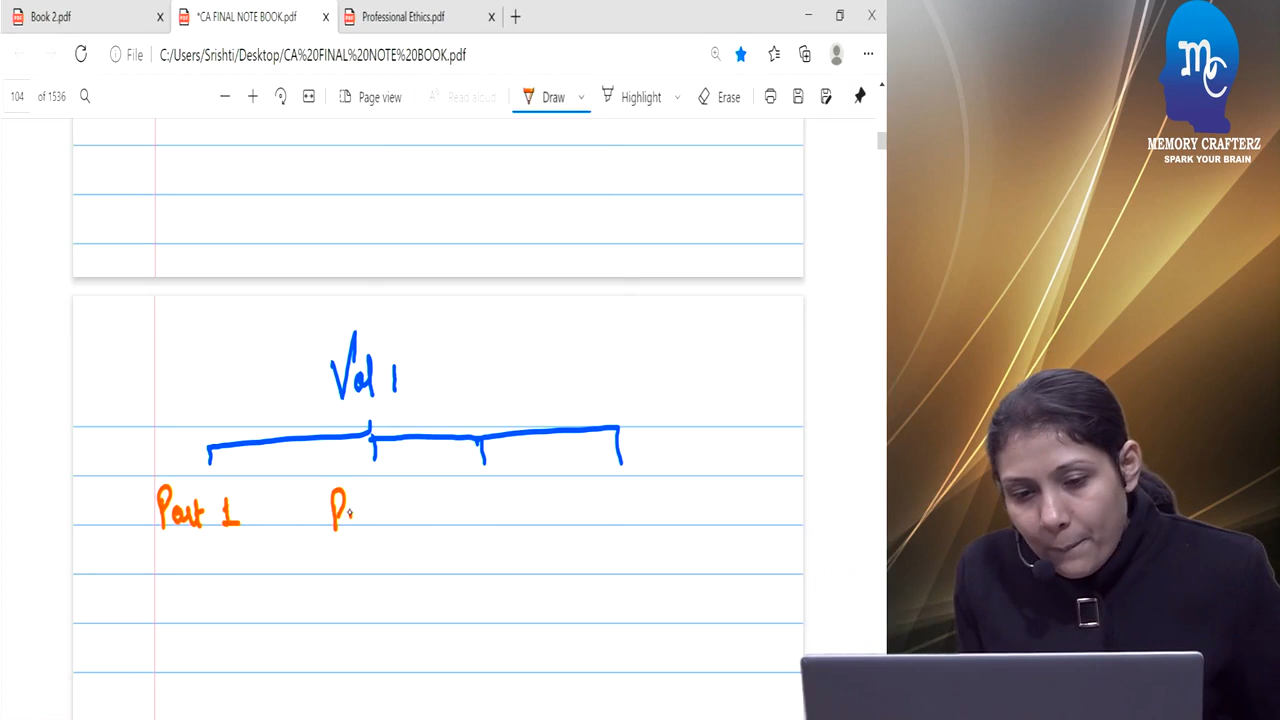 Book 2.pdf
*CA FINAL NOTE BOOK.pdf
Professional Ethics.pdf
File
C:/Users/Srishti/Desktop/CA%20FINAL%20NOTE%20BOOK.pdf
104 of 1536
Page view
Read aloud
Draw
Highlight
Erase
MC
MEMORY CRAFTERZ
SPARK YOUR BRAIN
Vol 1
Part 1 P